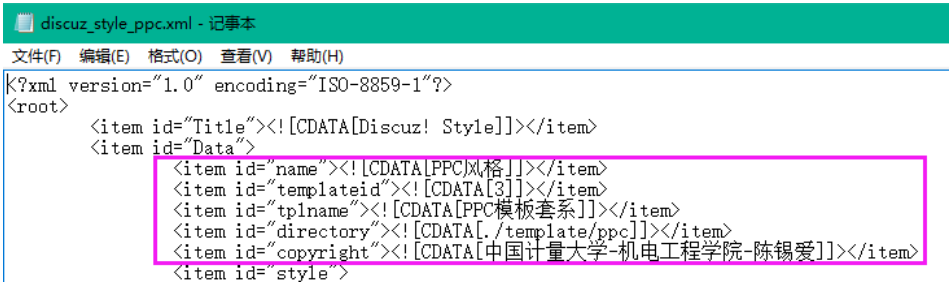 discuz_style_ppc.xml - 记事本
文件(F) 编辑(E) 格式(O) 查看(V) 帮助(H)
<?xml version="1.0" encoding="ISO-8859-1"?>
<root>
<item id="Title"><![CDATA[Discuz! Style]]></item>
<item id="Data">
<item id="name"><![CDATA[PPC风格]]></item>
<item id="templateid"><![CDATA[3]]></item>
<item id="tplname"><![CDATA[PPC模板套系]]></item>
<item id="directory"><![CDATA[./template/ppc]]></item>
<item id="copyright"><![CDATA[中国计量大学-机电工程学院-陈锡爱]]></item>
<item id="style">